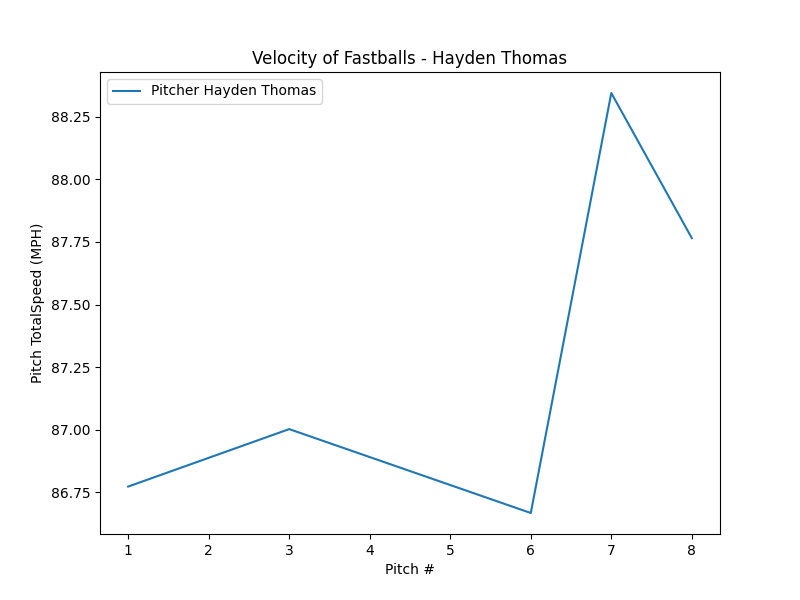 Velocity of Fastballs - Hayden Thomas
Pitcher Hayden Thomas
88.25
88.00
87.75
87.50
87.25
87.00
86.75
Pitch TotalSpeed (MPH)
1 2 3 4 5 6 7 8
Pitch #